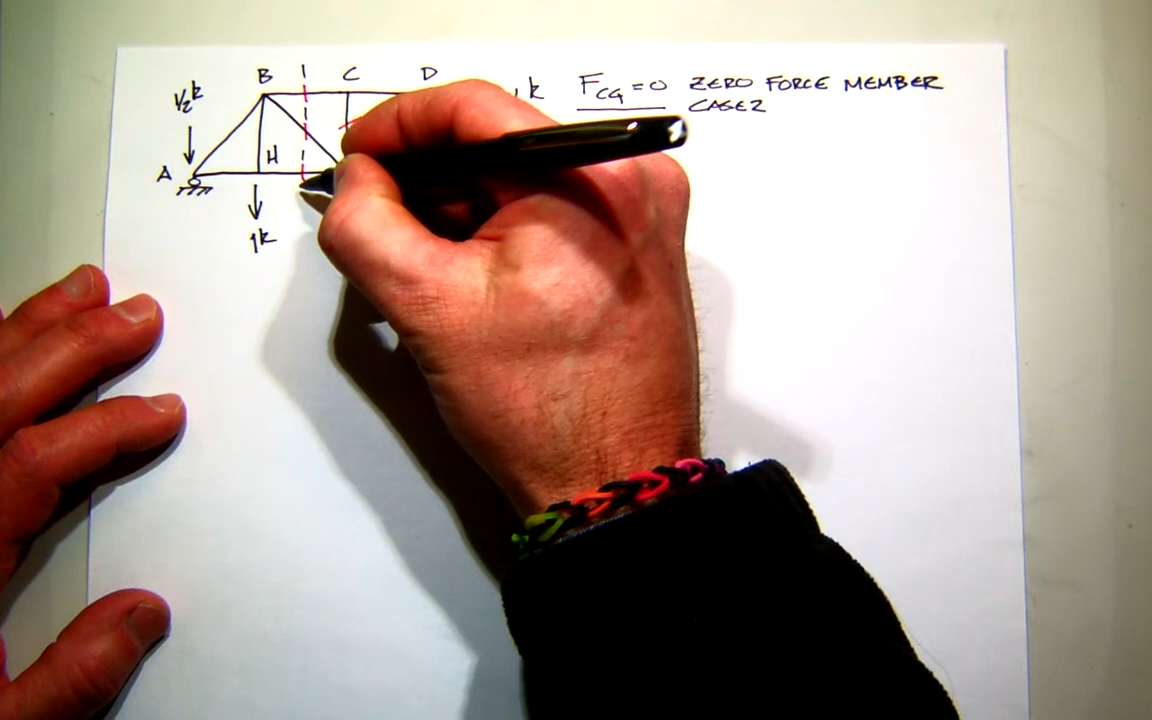 B C D
½k k F_CG = 0 ZERO FORCE MEMBER
CASE 2
A H
1k